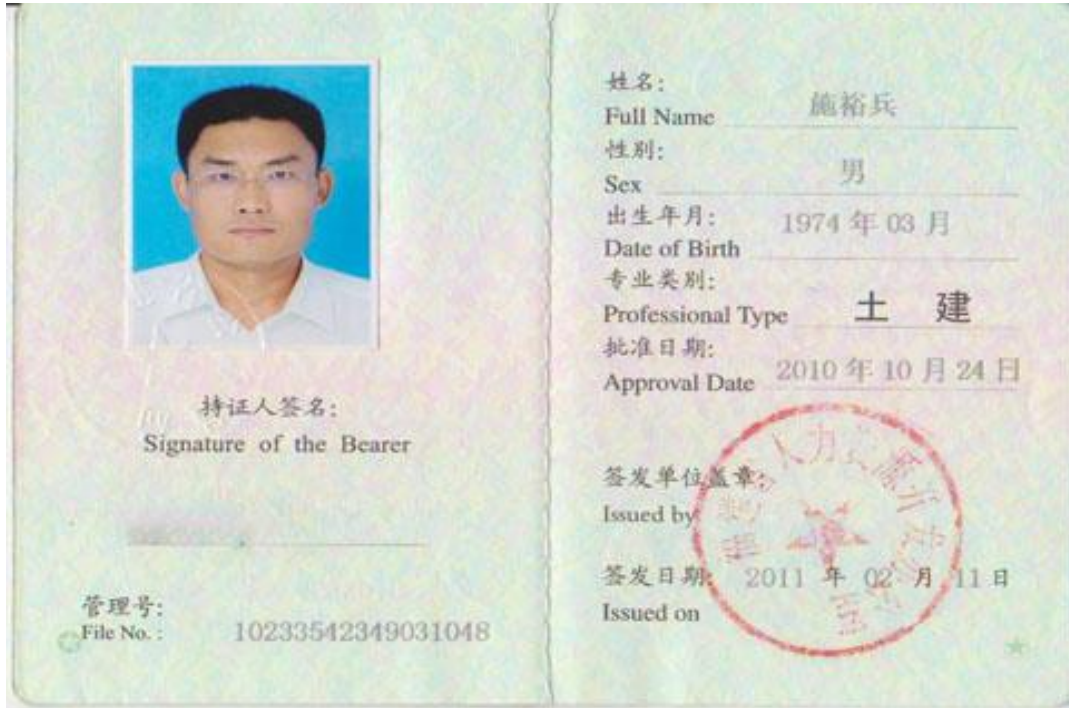 持证人签名:
Signature of the Bearer
管理号:
File No. : 10233542349031048
姓名:
Full Name 施裕兵
性别:
Sex 男
出生年月: 1974 年 03 月
Date of Birth
专业类别:
Professional Type 土 建
批准日期:
Approval Date 2010 年 10 月 24 日
签发单位盖章:
Issued by
签发日期: 2011 年 02 月 11 日
Issued on